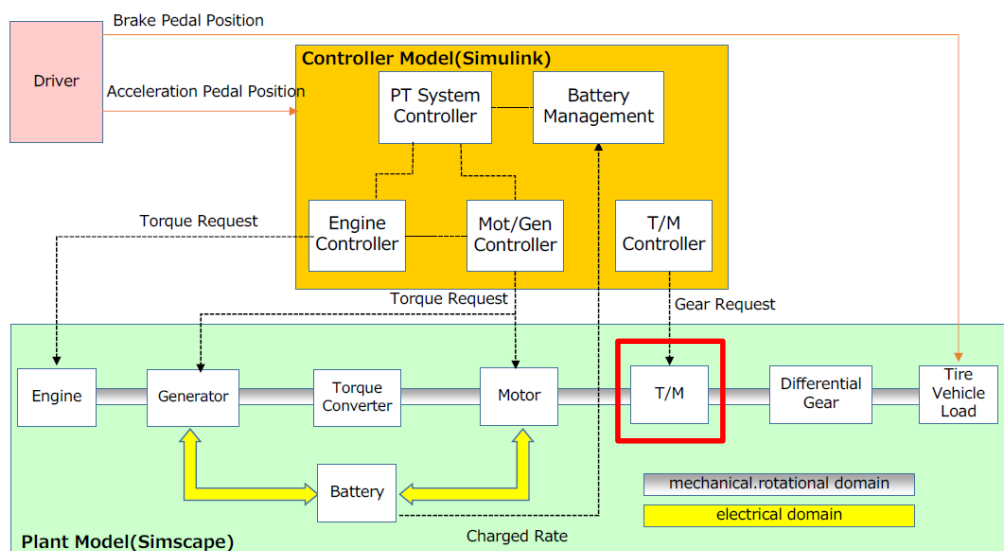 Brake Pedal Position
Driver
Acceleration Pedal Position
Controller Model(Simulink)
PT System
Controller
Battery
Management
Engine
Controller
Mot/Gen
Controller
T/M
Controller
Torque Request
Torque Request
Gear Request
Engine
Generator
Torque
Converter
Motor
T/M
Differential
Gear
Tire
Vehicle
Load
Battery
mechanical.rotational domain
electrical domain
Charged Rate
Plant Model(Simscape)